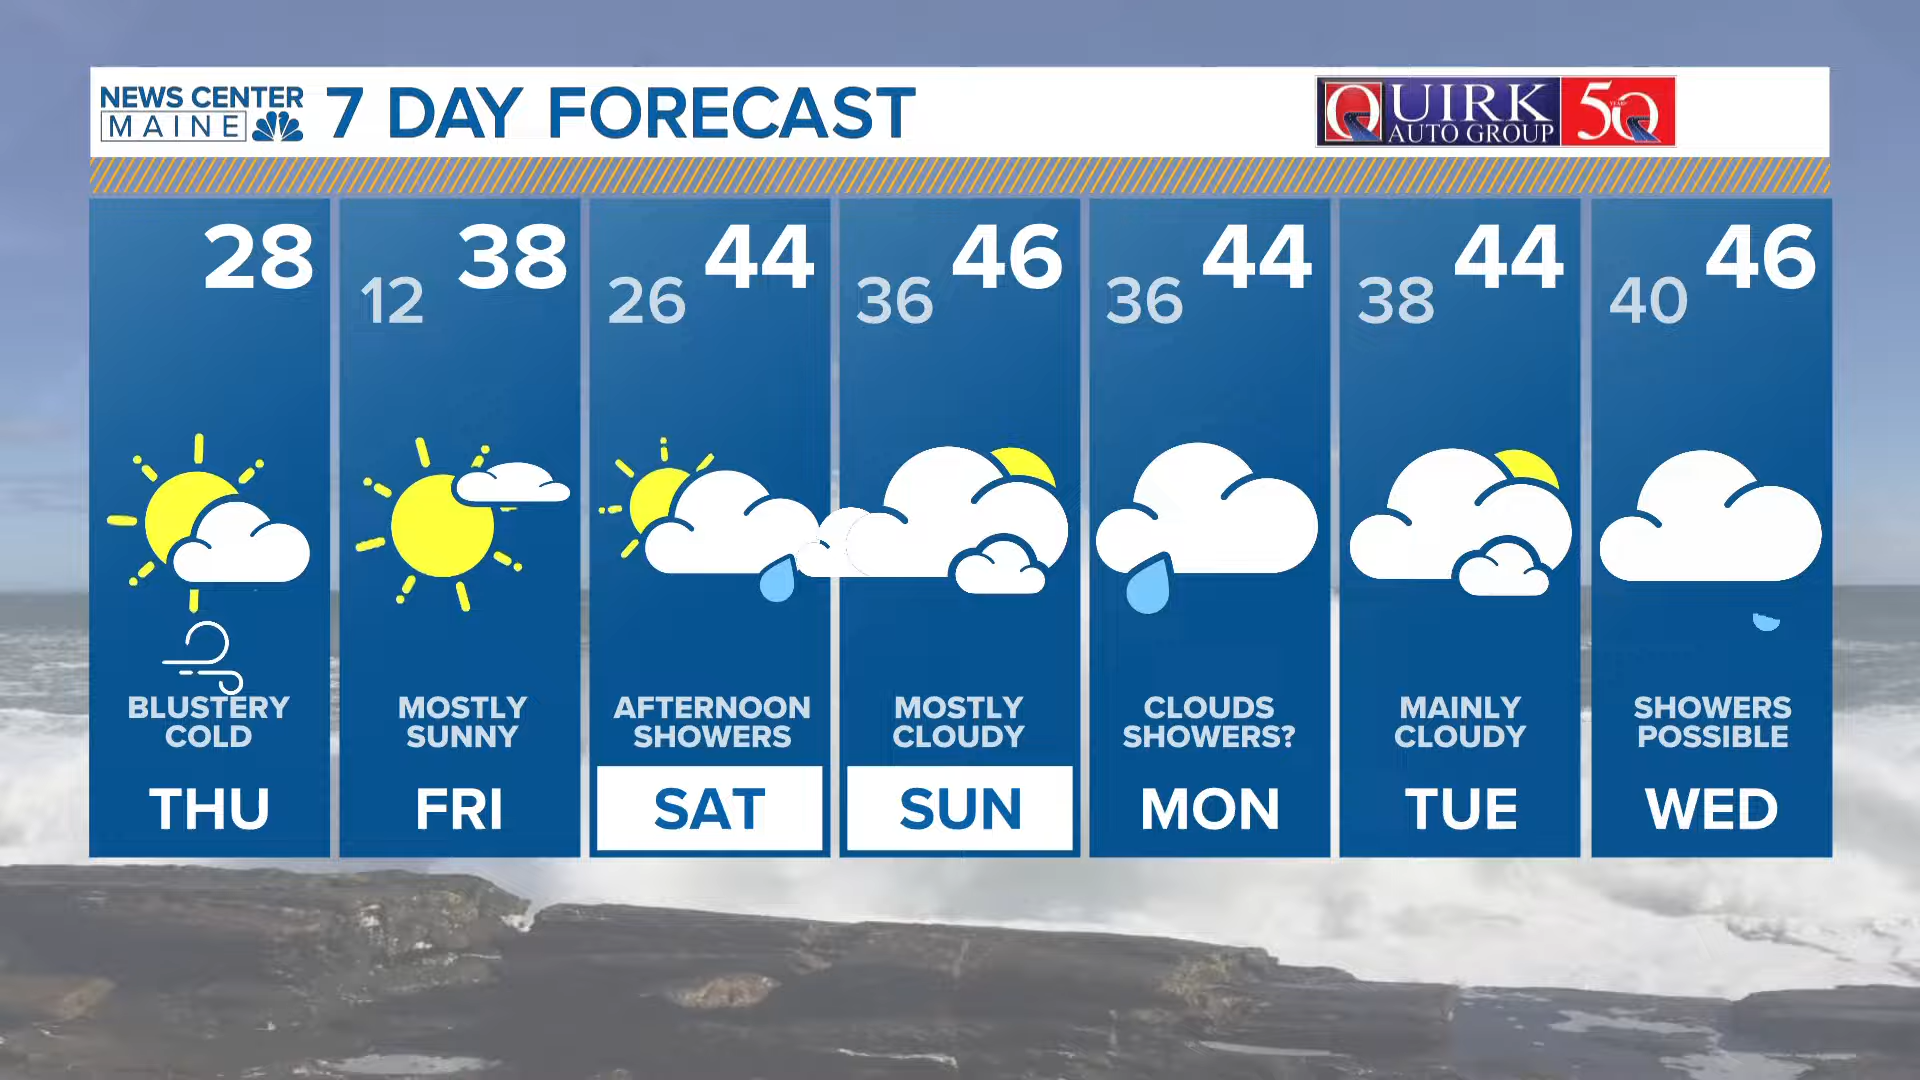 NEWS CENTER
MAINE
7 DAY FORECAST
QUIRK
AUTO GROUP
50
YEARS
28
12 38
26 44
36 46
36 44
38 44
40 46
BLUSTERY
COLD
THU
MOSTLY
SUNNY
FRI
AFTERNOON
SHOWERS
SAT
MOSTLY
CLOUDY
SUN
CLOUDS
SHOWERS?
MON
MAINLY
CLOUDY
TUE
SHOWERS
POSSIBLE
WED